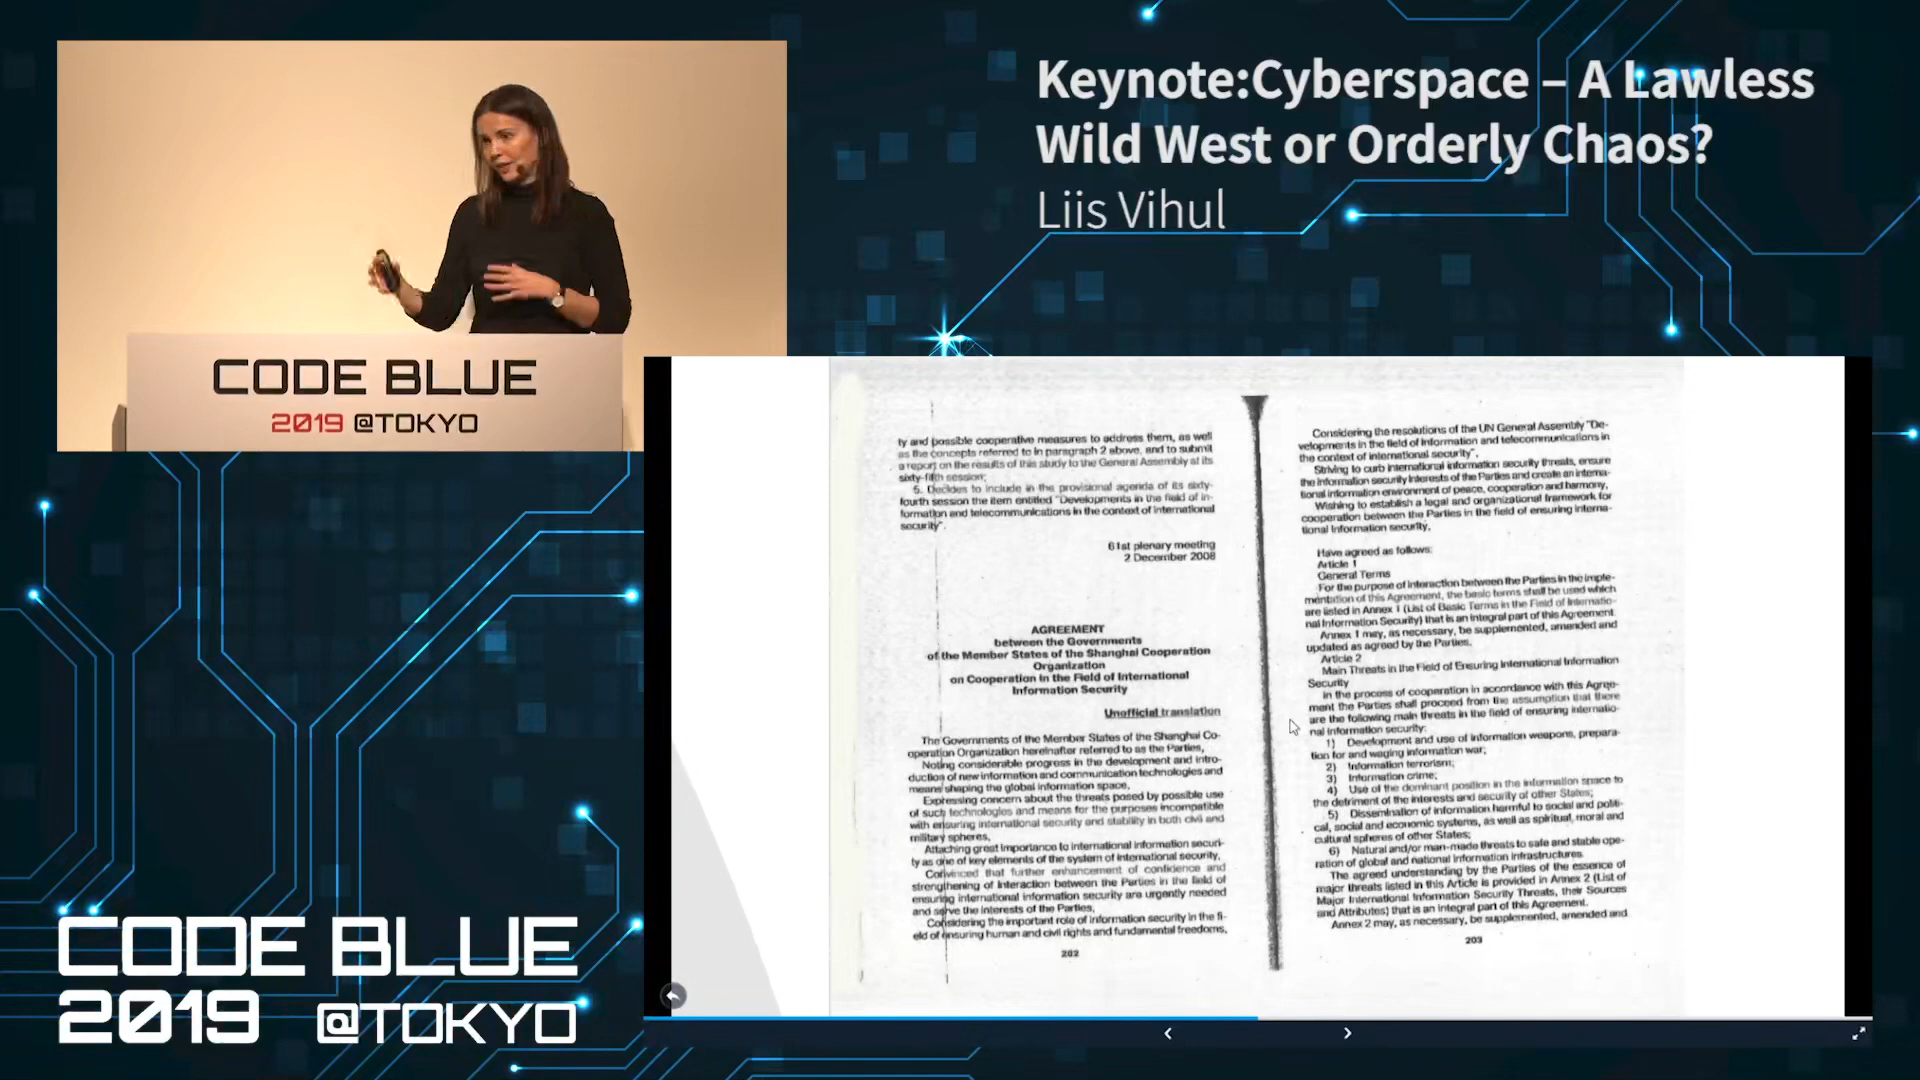 Keynote:Cyberspace – A Lawless
Wild West or Orderly Chaos?
Liis Vihul
CODE BLUE
2019 @TOKYO
ty and possible cooperative measures to address them, as well
as the concepts referred to in paragraph 2 above, and to submit
a report on the results of this study to the General Assembly at its
sixty-fifth session;
5. Decides to include in the provisional agenda of its sixty-
fourth session the item entitled "Developments in the field of in-
formation and telecommunications in the context of international
security".
61st plenary meeting
2 December 2008
AGREEMENT
between the Governments
of the Member States of the Shanghai Cooperation
Organization
on Cooperation in the Field of International
Information Security
Unofficial translation
The Governments of the Member States of the Shanghai Co-
operation Organization hereinafter referred to as the Parties,
Noting considerable progress in the development and intro-
duction of new information and communication technologies and
means shaping the global information space,
Expressing concern about the threats posed by possible use
of such technologies and means for the purposes incompatible
with ensuring international security and stability in both civil and
military spheres,
Attaching great importance to international information securi-
ty as one of key elements of the system of international security,
Convinced that further enhancement of confidence and
strengthening of interaction between the Parties in the field of
ensuring international information security are urgently needed
and serve the interests of the Parties,
Considering the important role of information security in the fi-
eld of ensuring human and civil rights and fundamental freedoms,
202
Considering the resolutions of the UN General Assembly "De-
velopments in the field of information and telecommunications in
the context of international security",
Striving to curb international information security threats, ensure
the information security interests of the Parties and create an interna-
tional information environment of peace, cooperation and harmony,
Wishing to establish a legal and organizational framework for
cooperation between the Parties in the field of ensuring interna-
tional information security,
Have agreed as follows:
Article 1
General Terms
For the purpose of interaction between the Parties in the imple-
mentation of this Agreement, the basic terms shall be used which
are listed in Annex 1 (List of Basic Terms in the Field of Internatio-
nal Information Security) that is an integral part of this Agreement.
Annex 1 may, as necessary, be supplemented, amended and
updated as agreed by the Parties.
Article 2
Main Threats in the Field of Ensuring International Information
Security
In the process of cooperation in accordance with this Agree-
ment the Parties shall proceed from the assumption that there
are the following main threats in the field of ensuring internatio-
nal information security:
1) Development and use of information weapons, prepara-
tion for and waging information war;
2) Information terrorism;
3) Information crime;
4) Use of the dominant position in the information space to
the detriment of the interests and security of other States;
5) Dissemination of information harmful to social and politi-
cal, social and economic systems, as well as spiritual, moral and
cultural spheres of other States;
6) Natural and/or man-made threats to safe and stable ope-
ration of global and national information infrastructures.
The agreed understanding by the Parties of the essence of
major threats listed in this Article is provided in Annex 2 (List of
Major International Information Security Threats, their Sources
and Attributes) that is an integral part of this Agreement.
Annex 2 may, as necessary, be supplemented, amended and
203
CODE BLUE
2019 @TOKYO